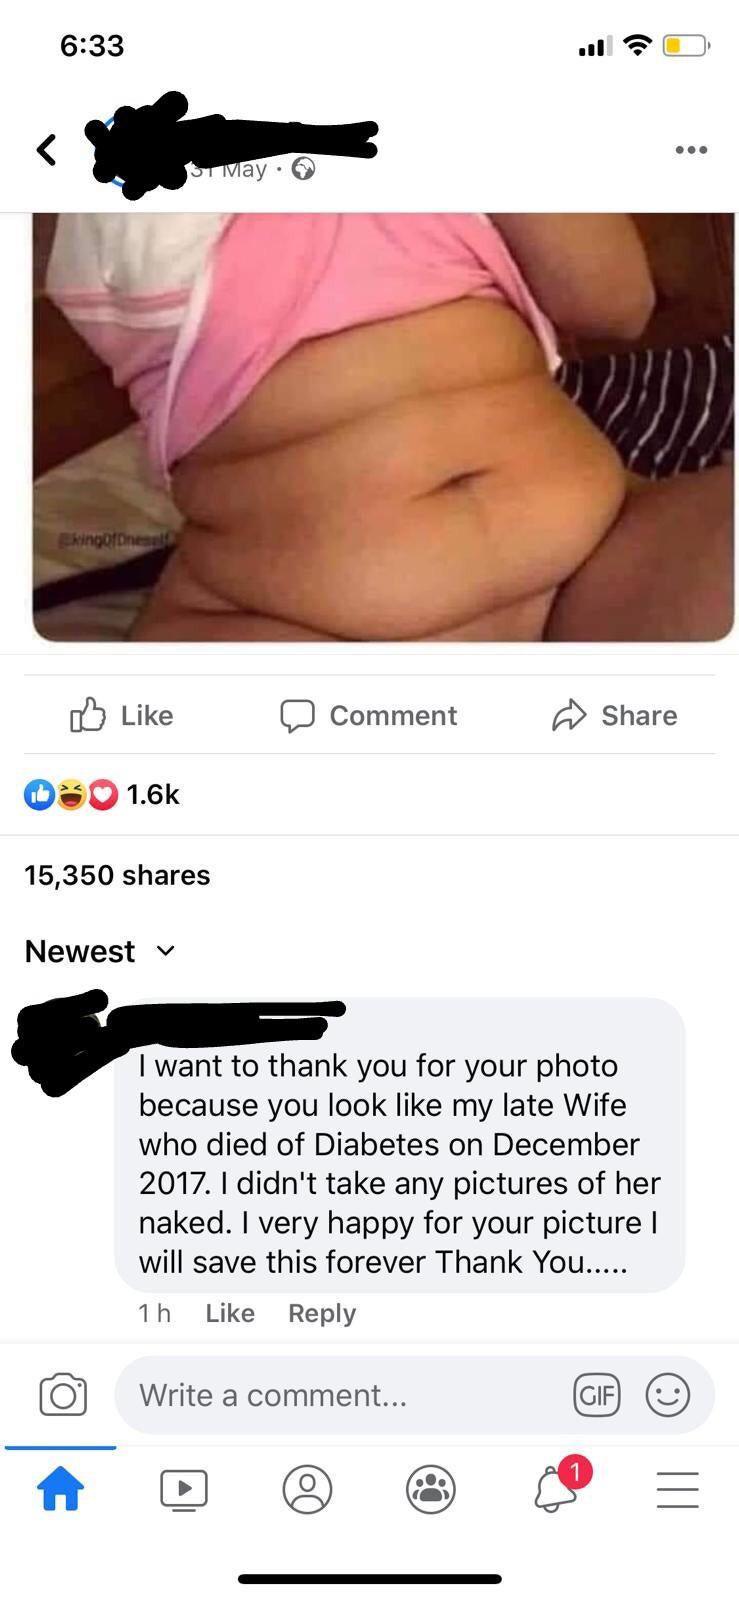 6:33
31 May ·
@kingOfOneself
Like Comment Share
1.6k
15,350 shares
Newest
I want to thank you for your photo
because you look like my late Wife
who died of Diabetes on December
2017. I didn't take any pictures of her
naked. I very happy for your picture I
will save this forever Thank You.....
1 h Like Reply
Write a comment... GIF
1